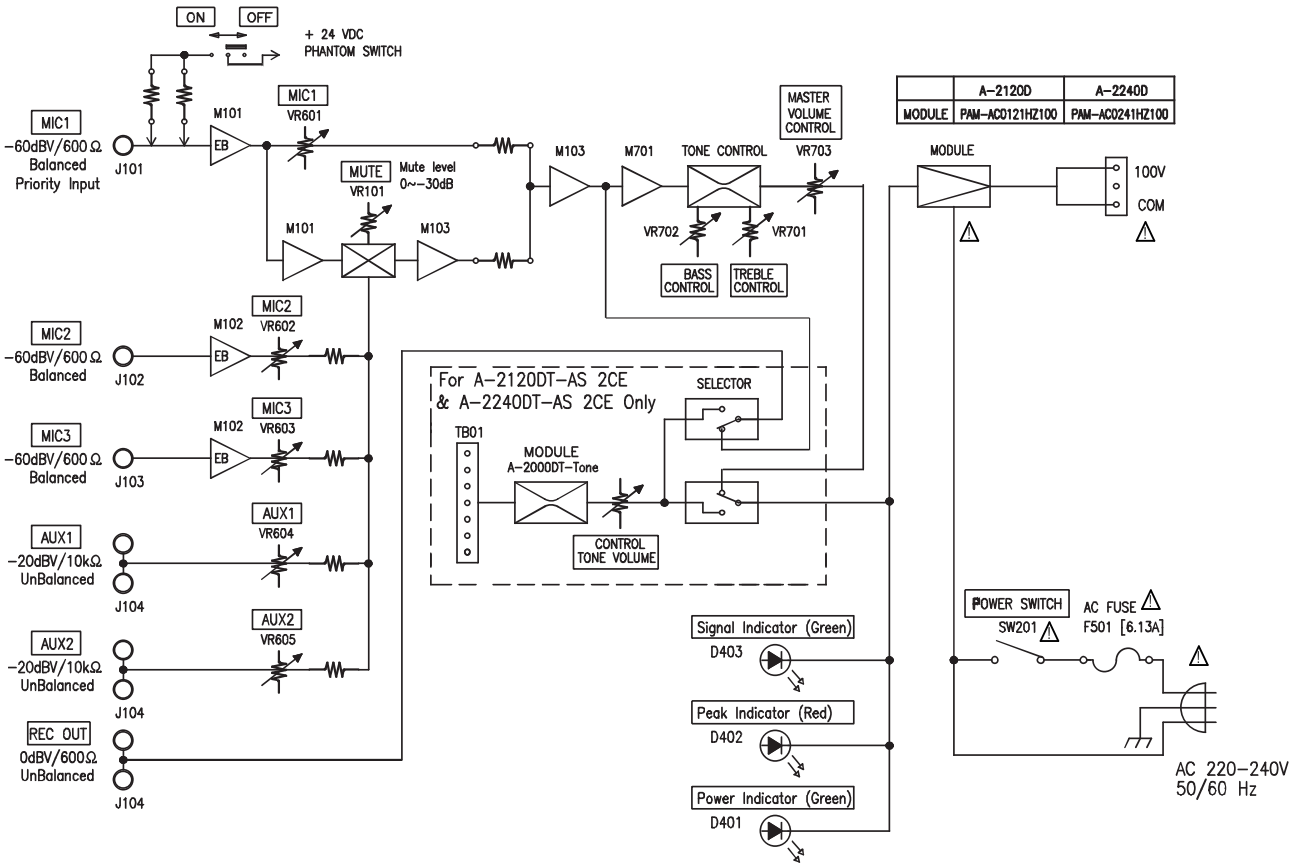 ON OFF
+ 24 VDC
PHANTOM SWITCH
MIC1
-60dBV/600Ω
Balanced
Priority Input
J101
M101
EB
MIC1
VR601
MUTE
VR101
Mute level
0~-30dB
M101
M103
M103
M701
TONE CONTROL
VR702
VR701
BASS
CONTROL
TREBLE
CONTROL
MASTER
VOLUME
CONTROL
VR703
A-2120D A-2240D
MODULE PAM-AC0121HZ100 PAM-AC0241HZ100
MODULE
100V
COM
MIC2
-60dBV/600Ω
Balanced
J102
M102
EB
MIC2
VR602
MIC3
-60dBV/600Ω
Balanced
J103
M102
EB
MIC3
VR603
AUX1
-20dBV/10kΩ
UnBalanced
J104
AUX1
VR604
AUX2
-20dBV/10kΩ
UnBalanced
J104
AUX2
VR605
REC OUT
0dBV/600Ω
UnBalanced
J104
For A-2120DT-AS 2CE
& A-2240DT-AS 2CE Only
SELECTOR
TB01
MODULE
A-2000DT-Tone
CONTROL
TONE VOLUME
Signal Indicator (Green)
D403
Peak Indicator (Red)
D402
Power Indicator (Green)
D401
POWER SWITCH
SW201
AC FUSE
F501 [6.13A]
AC 220-240V
50/60 Hz